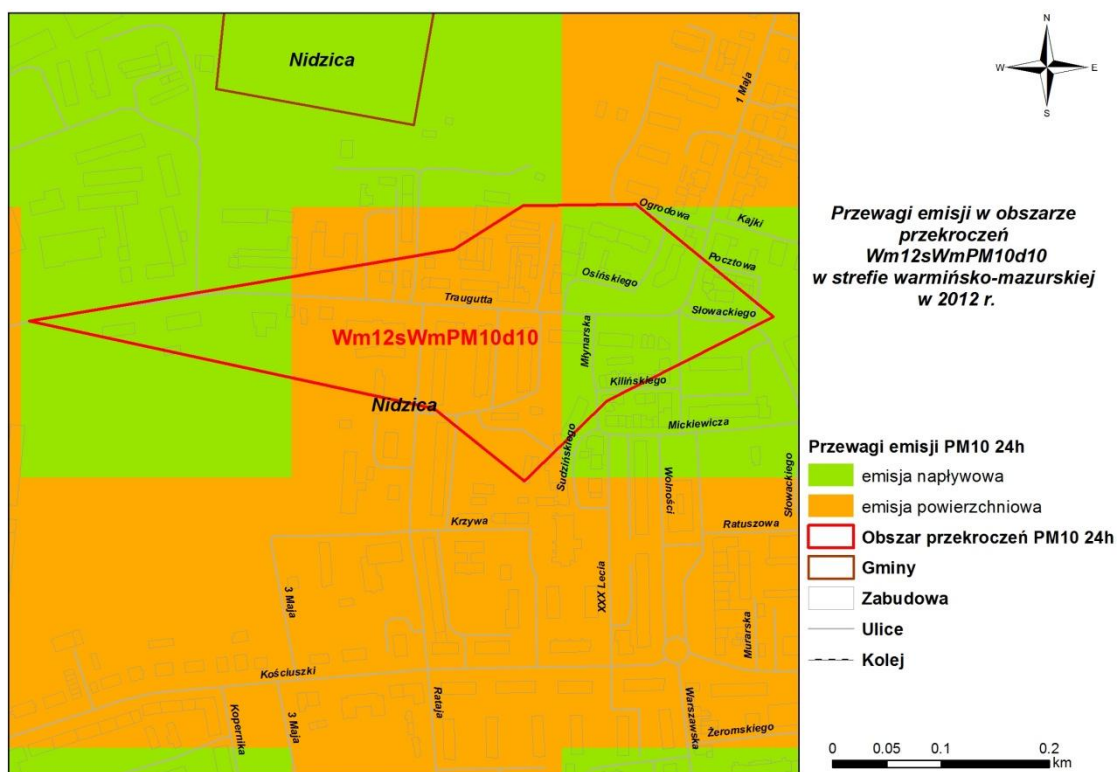 Nidzica
1 Maja
N
W
E
S
Ogrodowa
Kajki
Pocztowa
Osińskiego
Traugutta
Słowackiego
Młynarska
Wm12sWmPM10d10
Kilińskiego
Nidzica
Mickiewicza
Sudzińskiego
Wolności
Słowackiego
Krzywa
Ratuszowa
XXX Lecia
3 Maja
Murarska
Kościuszki
Kopernika
3 Maja
Rataja
Warszawska
Żeromskiego
Przewagi emisji w obszarze
przekroczeń
Wm12sWmPM10d10
w strefie warmińsko-mazurskiej
w 2012 r.
Przewagi emisji PM10 24h
emisja napływowa
emisja powierzchniowa
Obszar przekroczeń PM10 24h
Gminy
Zabudowa
Ulice
Kolej
0 0.05 0.1 0.2
km